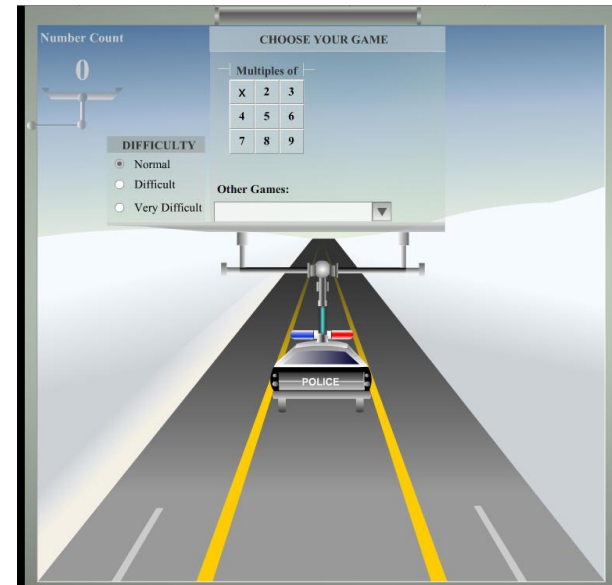 Number Count
0
CHOOSE YOUR GAME
Multiples of
X 2 3
4 5 6
7 8 9
DIFFICULTY
Normal
Difficult
Very Difficult
Other Games:
POLICE